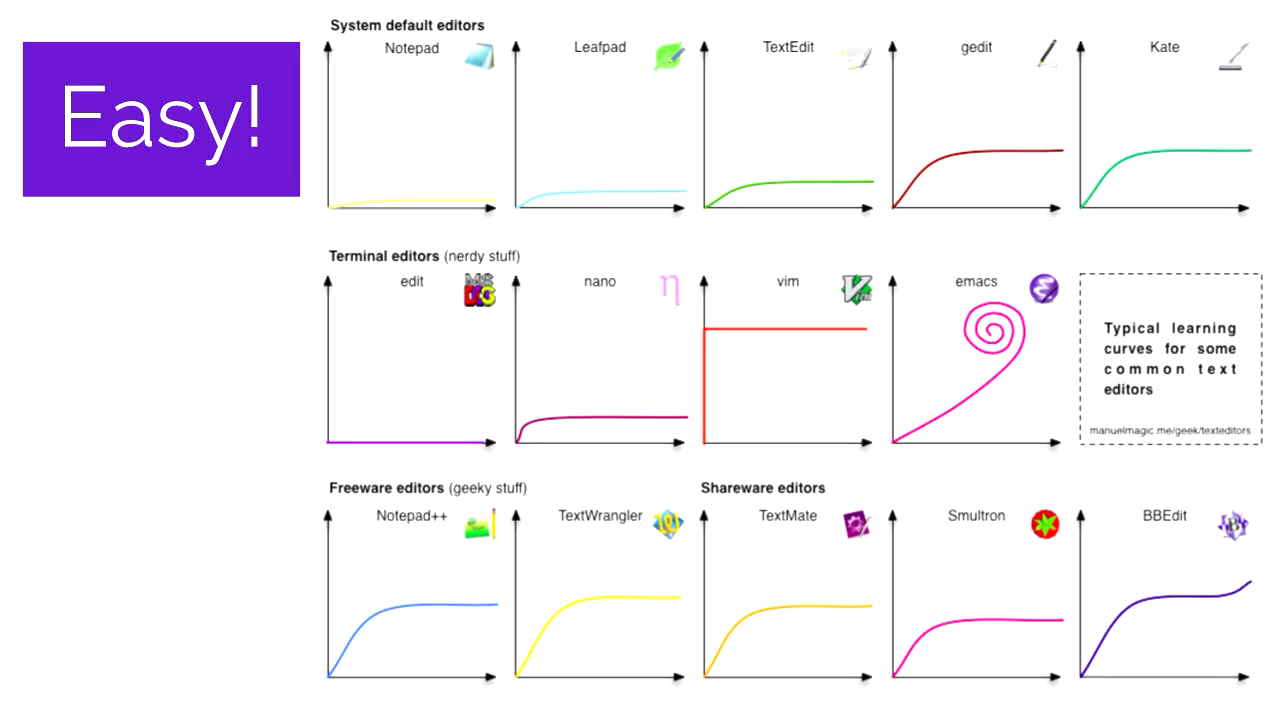 Easy!
System default editors
Notepad
Leafpad
TextEdit
gedit
Kate
Terminal editors (nerdy stuff)
edit
MS
DOS
nano
η
vim
emacs
Typical learning
curves for some
common text
editors
manuelmagic.me/geek/texteditors
Freeware editors (geeky stuff)
Shareware editors
Notepad++
TextWrangler
TextMate
Smultron
BBEdit
B